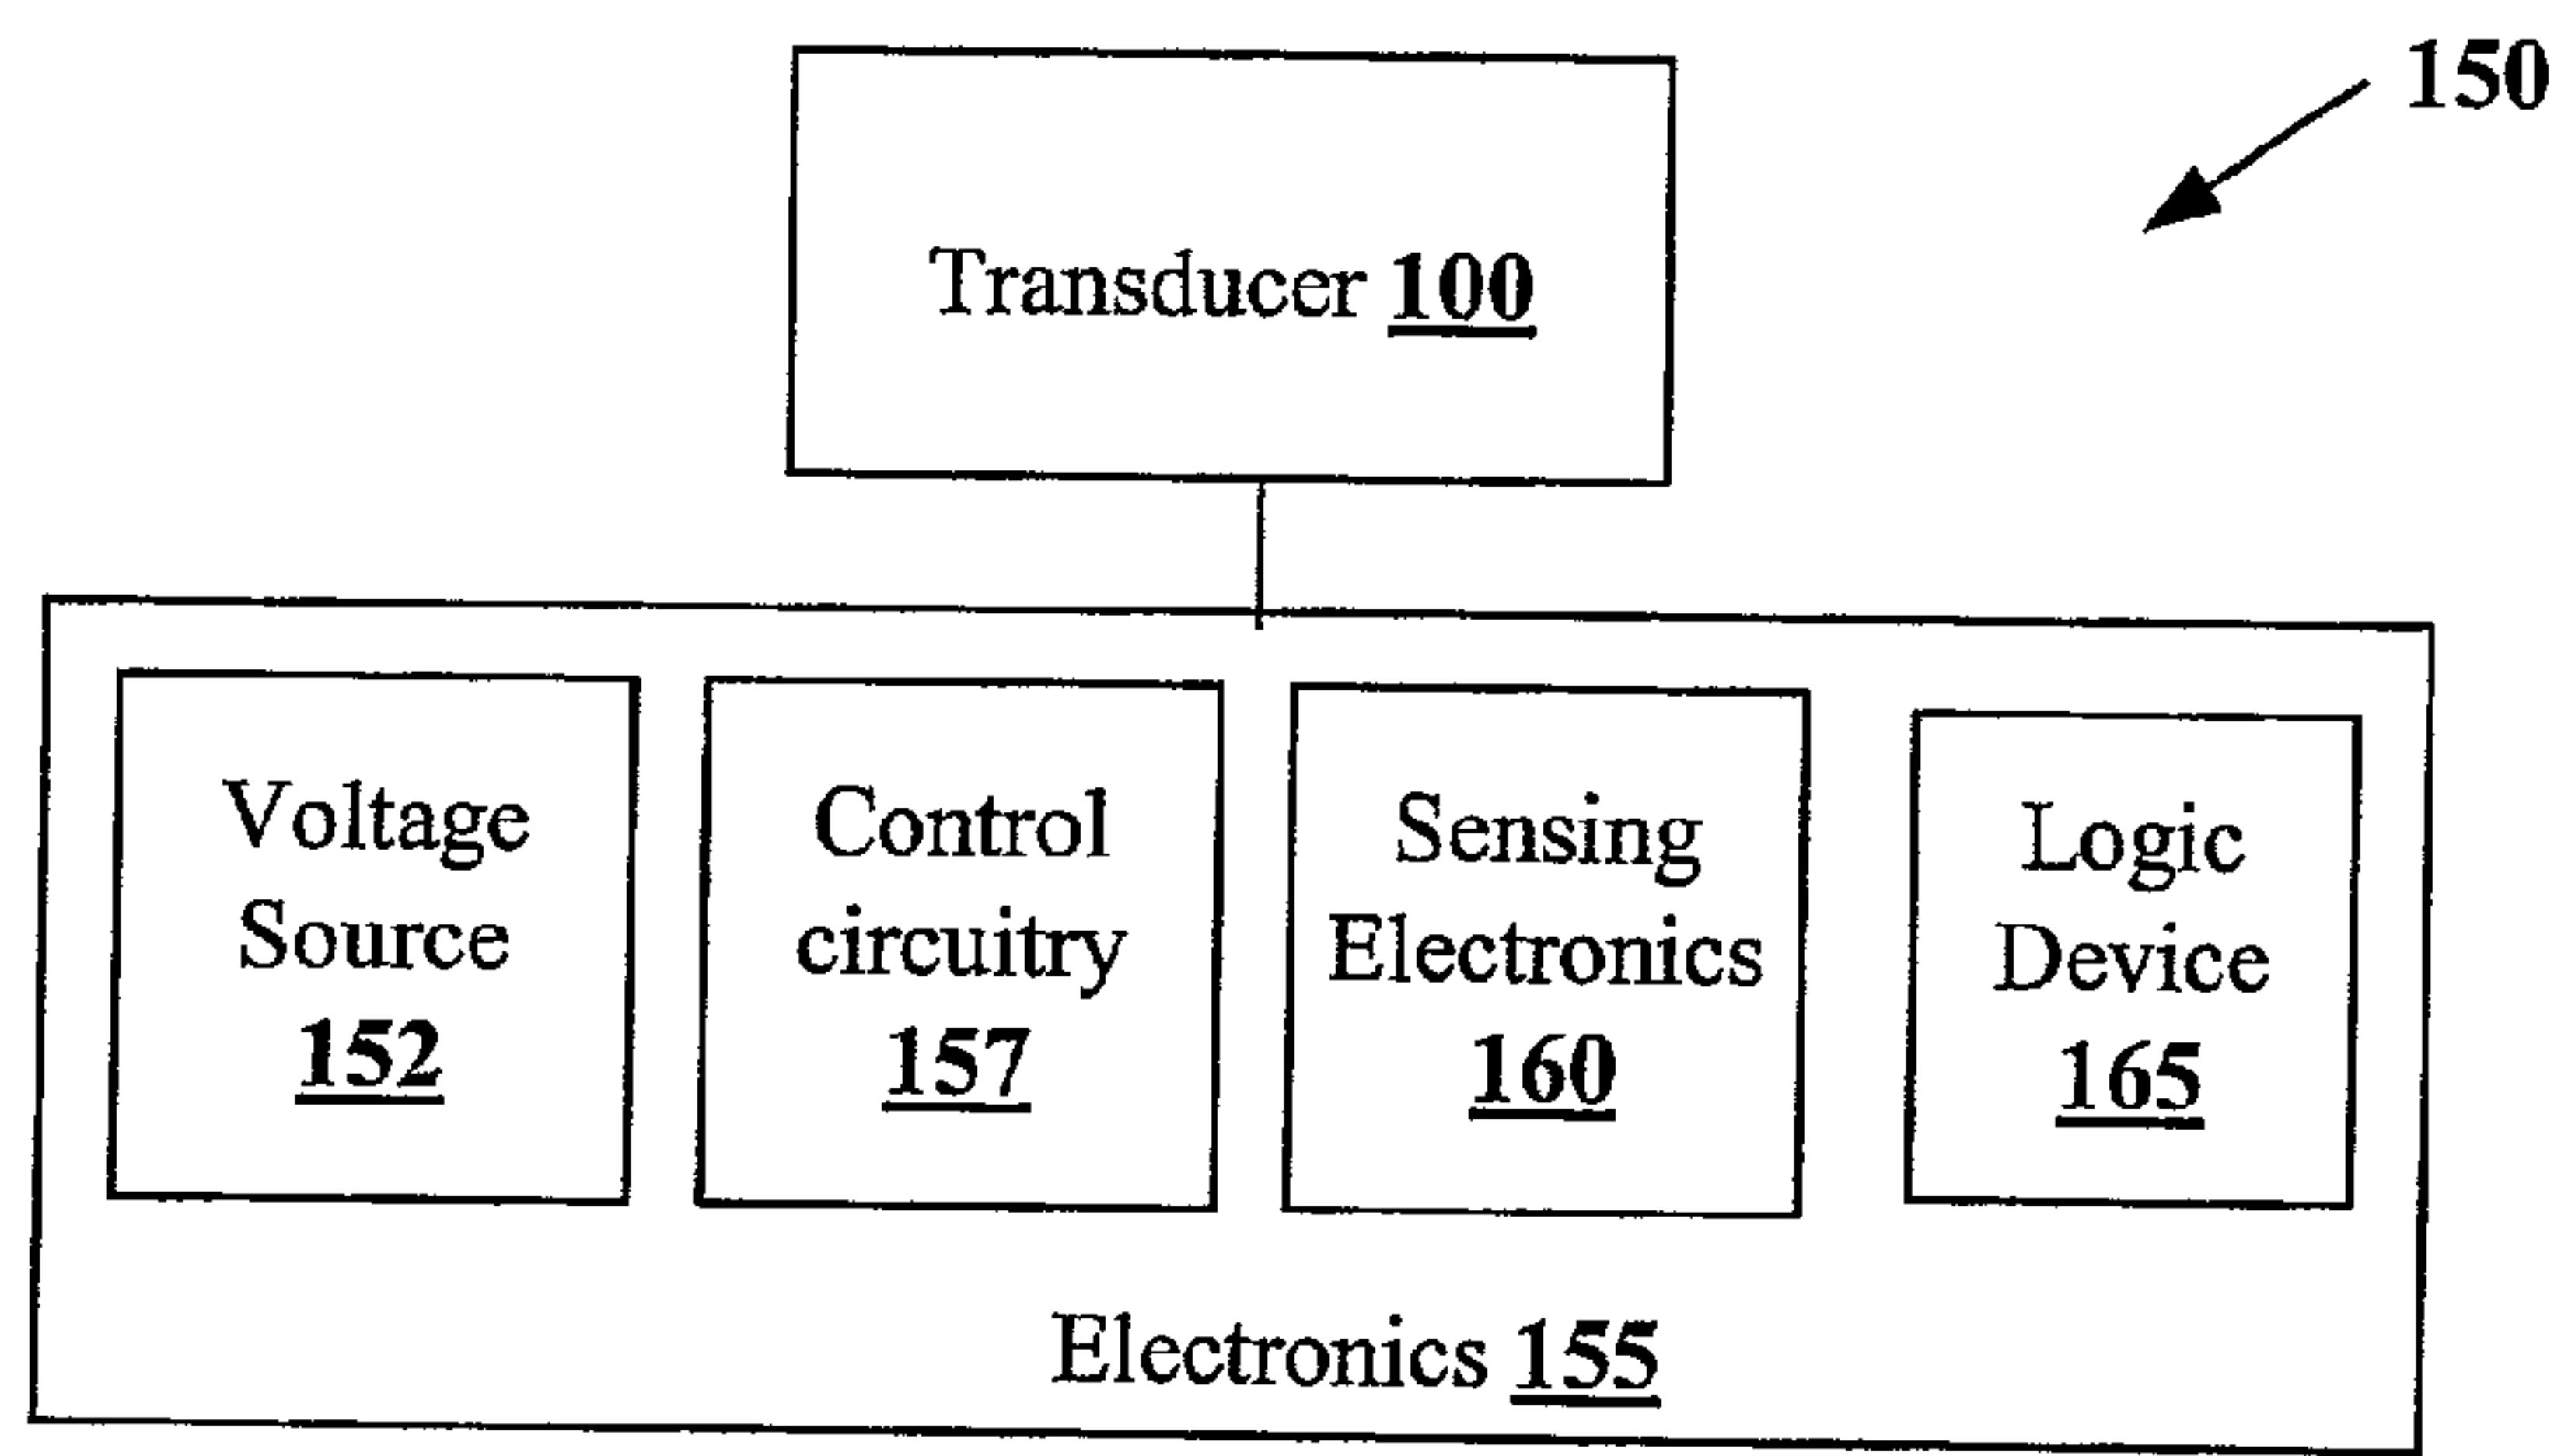 150
Transducer 100
Voltage
Source
152
Control
circuitry
157
Sensing
Electronics
160
Logic
Device
165
Electronics 155